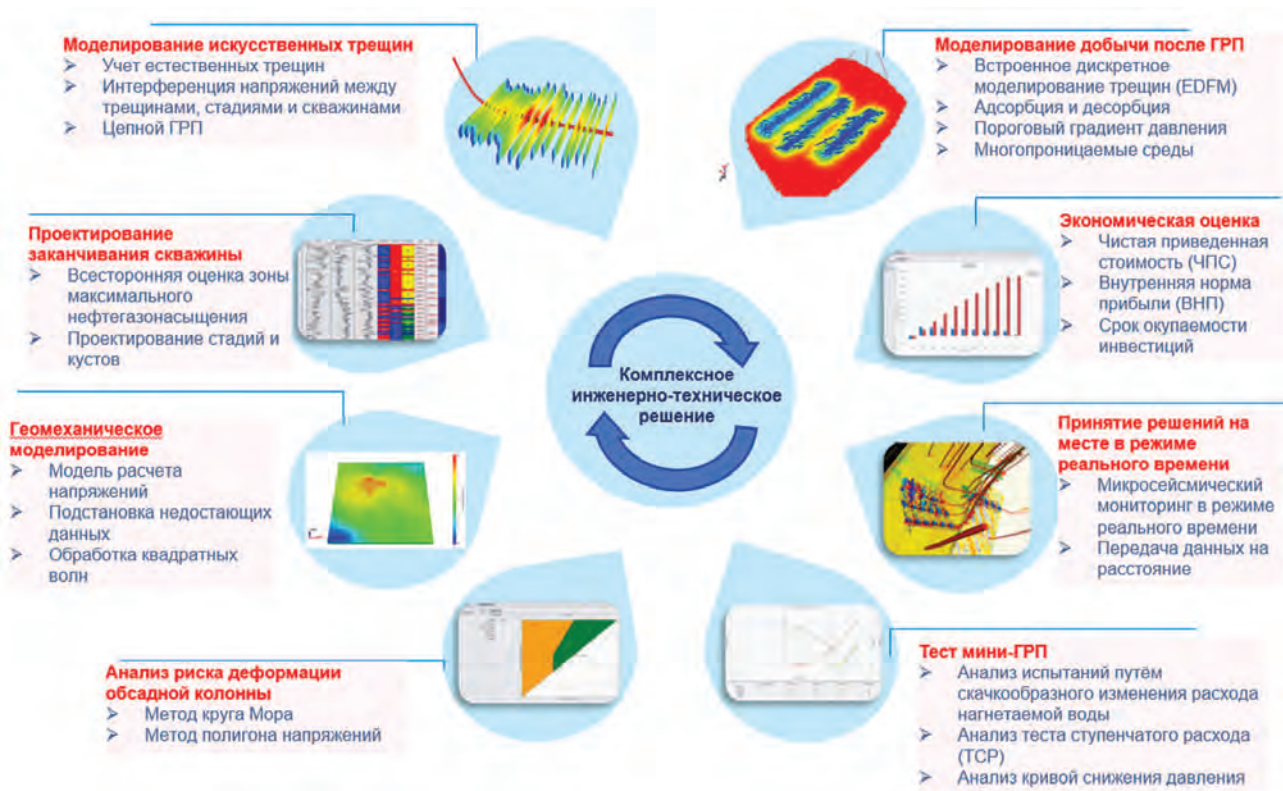 Моделирование искусственных трещин
➤ Учет естественных трещин
➤ Интерференция напряжений между
трещинами, стадиями и скважинами
➤ Цепной ГРП
Моделирование добычи после ГРП
➤ Встроенное дискретное
моделирование трещин (EDFM)
➤ Адсорбция и десорбция
➤ Пороговый градиент давления
➤ Многопроницаемые среды
Проектирование
заканчивания скважины
➤ Всесторонняя оценка зоны
максимального
нефтегазонасыщения
➤ Проектирование стадий и
кустов
Экономическая оценка
➤ Чистая приведенная
стоимость (ЧПС)
➤ Внутренняя норма
прибыли (ВНП)
➤ Срок окупаемости
инвестиций
Комплексное
инженерно-техническое
решение
Геомеханическое
моделирование
➤ Модель расчета
напряжений
➤ Подстановка недостающих
данных
➤ Обработка квадратных
волн
Принятие решений на
месте в режиме
реального времени
➤ Микросейсмический
мониторинг в режиме
реального времени
➤ Передача данных на
расстояние
Анализ риска деформации
обсадной колонны
➤ Метод круга Мора
➤ Метод полигона напряжений
Тест мини-ГРП
➤ Анализ испытаний путём
скачкообразного изменения расхода
нагнетаемой воды
➤ Анализ теста ступенчатого расхода
(ТСР)
➤ Анализ кривой снижения давления